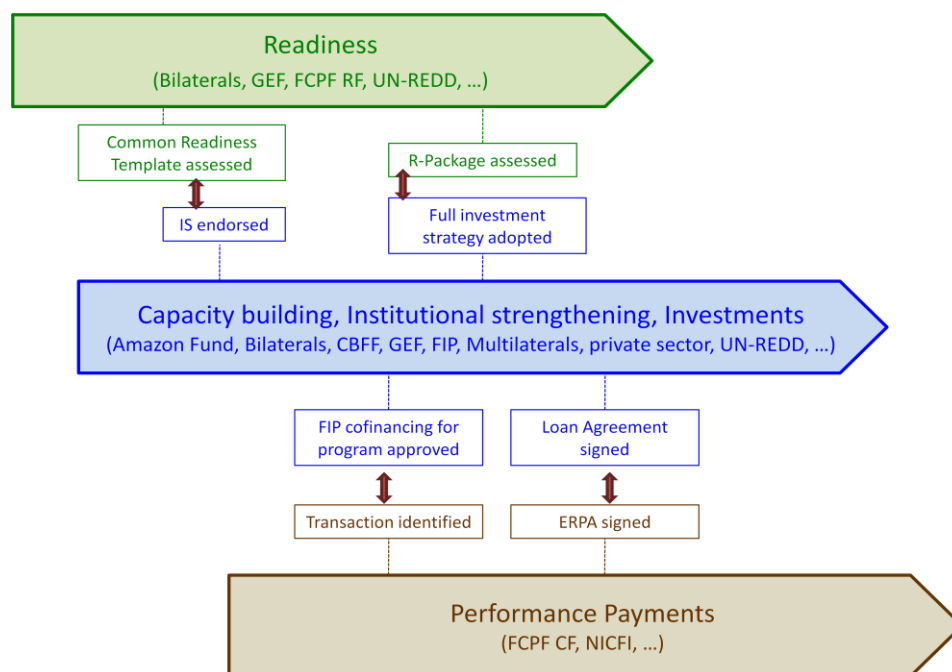 Readiness
(Bilaterals, GEF, FCPF RF, UN-REDD, ...)
Common Readiness
Template assessed
R-Package assessed
IS endorsed
Full investment
strategy adopted
Capacity building, Institutional strengthening, Investments
(Amazon Fund, Bilaterals, CBFF, GEF, FIP, Multilaterals, private sector, UN-REDD, ...)
FIP cofinancing for
program approved
Loan Agreement
signed
Transaction identified
ERPA signed
Performance Payments
(FCPF CF, NICFI, ...)